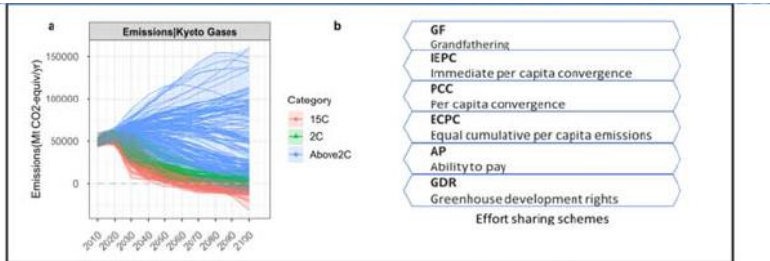 a
Emissions|Kyoto Gases
Emissions(Mt CO2-equiv/yr)
150000
100000
50000
0
2010
2020
2030
2040
2050
2060
2070
2080
2090
2100
Category
15C
2C
Above2C
b
GF
Grandfathering
IEPC
Immediate per capita convergence
PCC
Per capita convergence
ECPC
Equal cumulative per capita emissions
AP
Ability to pay
GDR
Greenhouse development rights
Effort sharing schemes